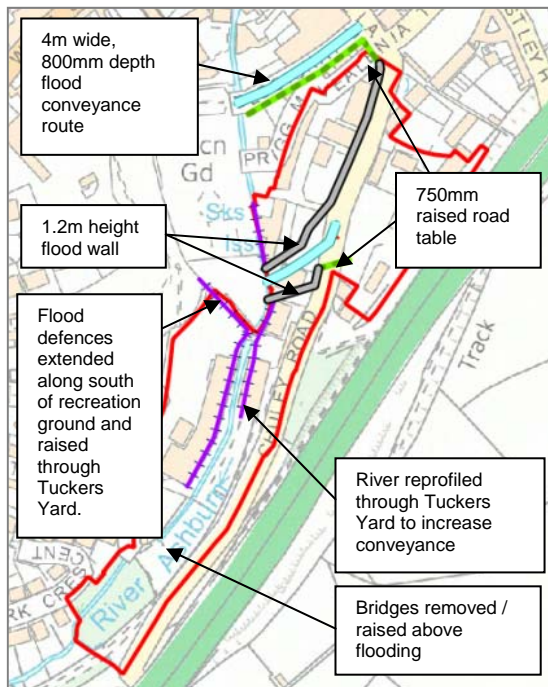 4m wide,
800mm depth
flood
conveyance
route
Gd
Sks
Iss
1.2m height
flood wall
750mm
raised road
table
Flood
defences
extended
along south
of recreation
ground and
raised
through
Tuckers
Yard.
ROAD
Track
River reprofiled
through Tuckers
Yard to increase
conveyance
River Ashburn
Bridges removed /
raised above
flooding